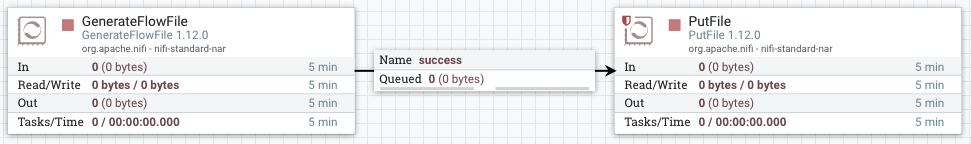 GenerateFlowFile
GenerateFlowFile 1.12.0
org.apache.nifi - nifi-standard-nar
In 0 (0 bytes) 5 min
Read/Write 0 bytes / 0 bytes 5 min
Out 0 (0 bytes) 5 min
Tasks/Time 0 / 00:00:00.000 5 min
Name success
Queued 0 (0 bytes)
PutFile
PutFile 1.12.0
org.apache.nifi - nifi-standard-nar
In 0 (0 bytes) 5 min
Read/Write 0 bytes / 0 bytes 5 min
Out 0 (0 bytes) 5 min
Tasks/Time 0 / 00:00:00.000 5 min